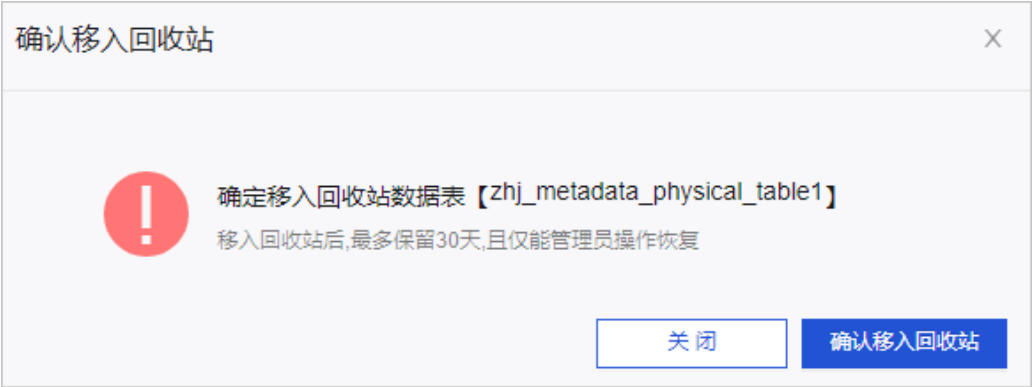 确认移入回收站
确定移入回收站数据表【zhj_metadata_physical_table1】
移入回收站后,最多保留30天,且仅能管理员操作恢复
关 闭
确认移入回收站